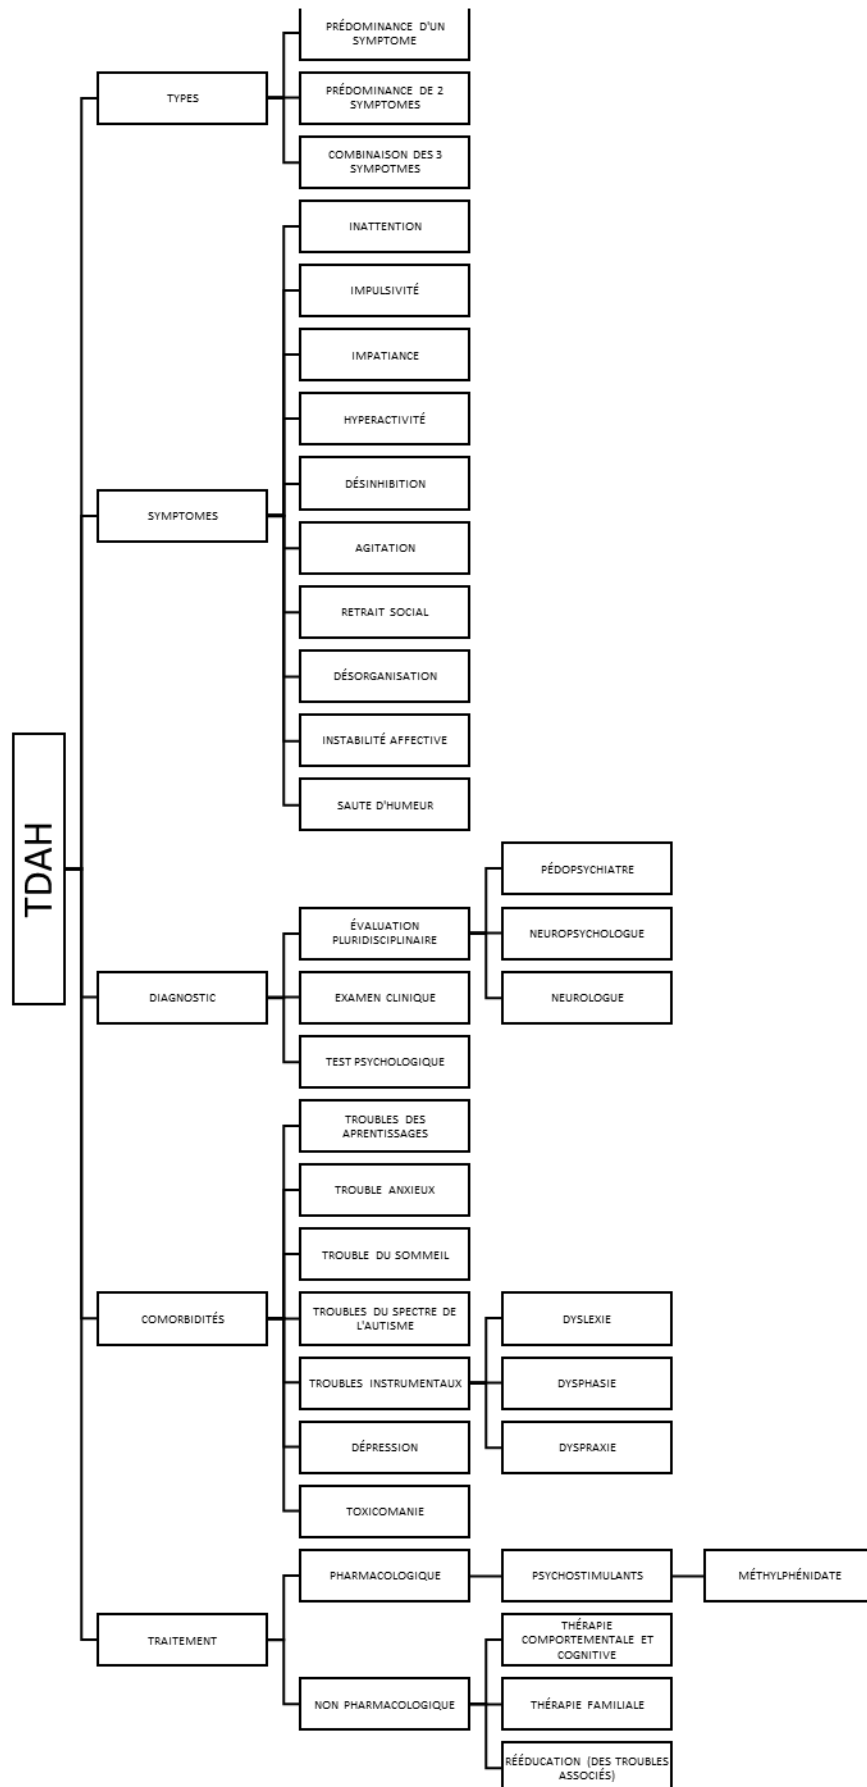 TDAH
TYPES
PRÉDOMINANCE D'UN
SYMPTOME
PRÉDOMINANCE DE 2
SYMPTOMES
COMBINAISON DES 3
SYMPOTMES
SYMPTOMES
INATTENTION
IMPULSIVITÉ
IMPATIANCE
HYPERACTIVITÉ
DÉSINHIBITION
AGITATION
RETRAIT SOCIAL
DÉSORGANISATION
INSTABILITÉ AFFECTIVE
SAUTE D'HUMEUR
DIAGNOSTIC
ÉVALUATION
PLURIDISCIPLINAIRE
PÉDOPSYCHIATRE
NEUROPSYCHOLOGUE
NEUROLOGUE
EXAMEN CLINIQUE
TEST PSYCHOLOGIQUE
COMORBIDITÉS
TROUBLES DES
APRENTISSAGES
TROUBLE ANXIEUX
TROUBLE DU SOMMEIL
TROUBLES DU SPECTRE DE
L'AUTISME
TROUBLES INSTRUMENTAUX
DYSLEXIE
DYSPHASIE
DYSPRAXIE
DÉPRESSION
TOXICOMANIE
TRAITEMENT
PHARMACOLOGIQUE
PSYCHOSTIMULANTS
MÉTHYLPHÉNIDATE
NON PHARMACOLOGIQUE
THÉRAPIE
COMPORTEMENTALE ET
COGNITIVE
THÉRAPIE FAMILIALE
RÉÉDUCATION (DES TROUBLES
ASSOCIÉS)